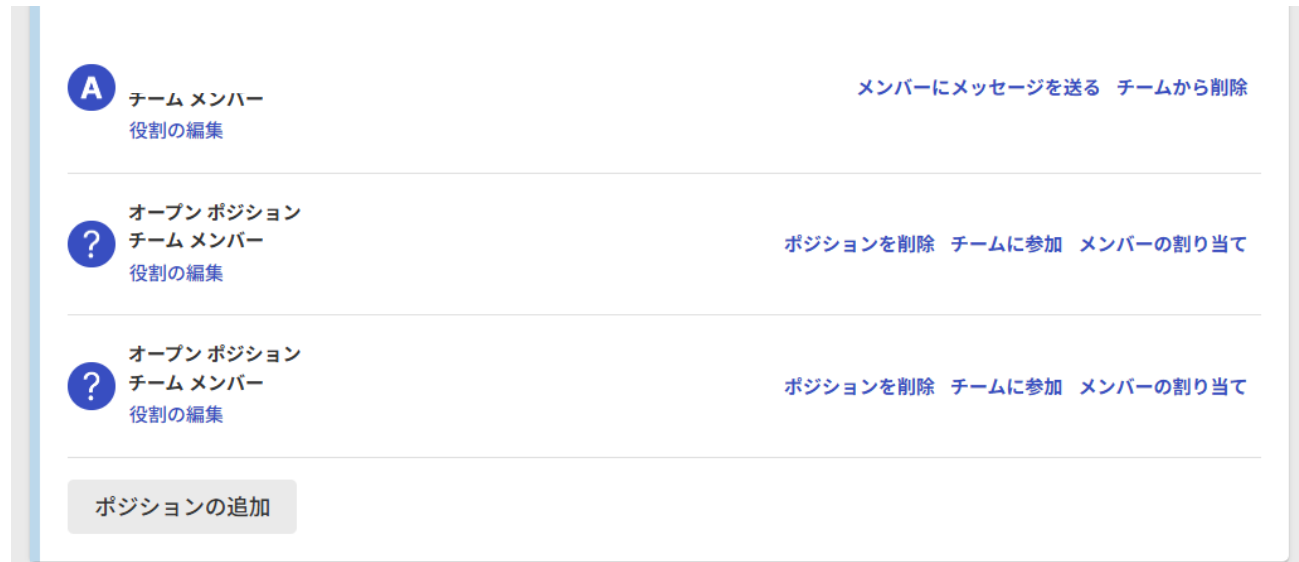 A
チーム メンバー
役割の編集
メンバーにメッセージを送る チームから削除
オープン ポジション
?
チーム メンバー
役割の編集
ポジションを削除 チームに参加 メンバーの割り当て
オープン ポジション
?
チーム メンバー
役割の編集
ポジションを削除 チームに参加 メンバーの割り当て
ポジションの追加